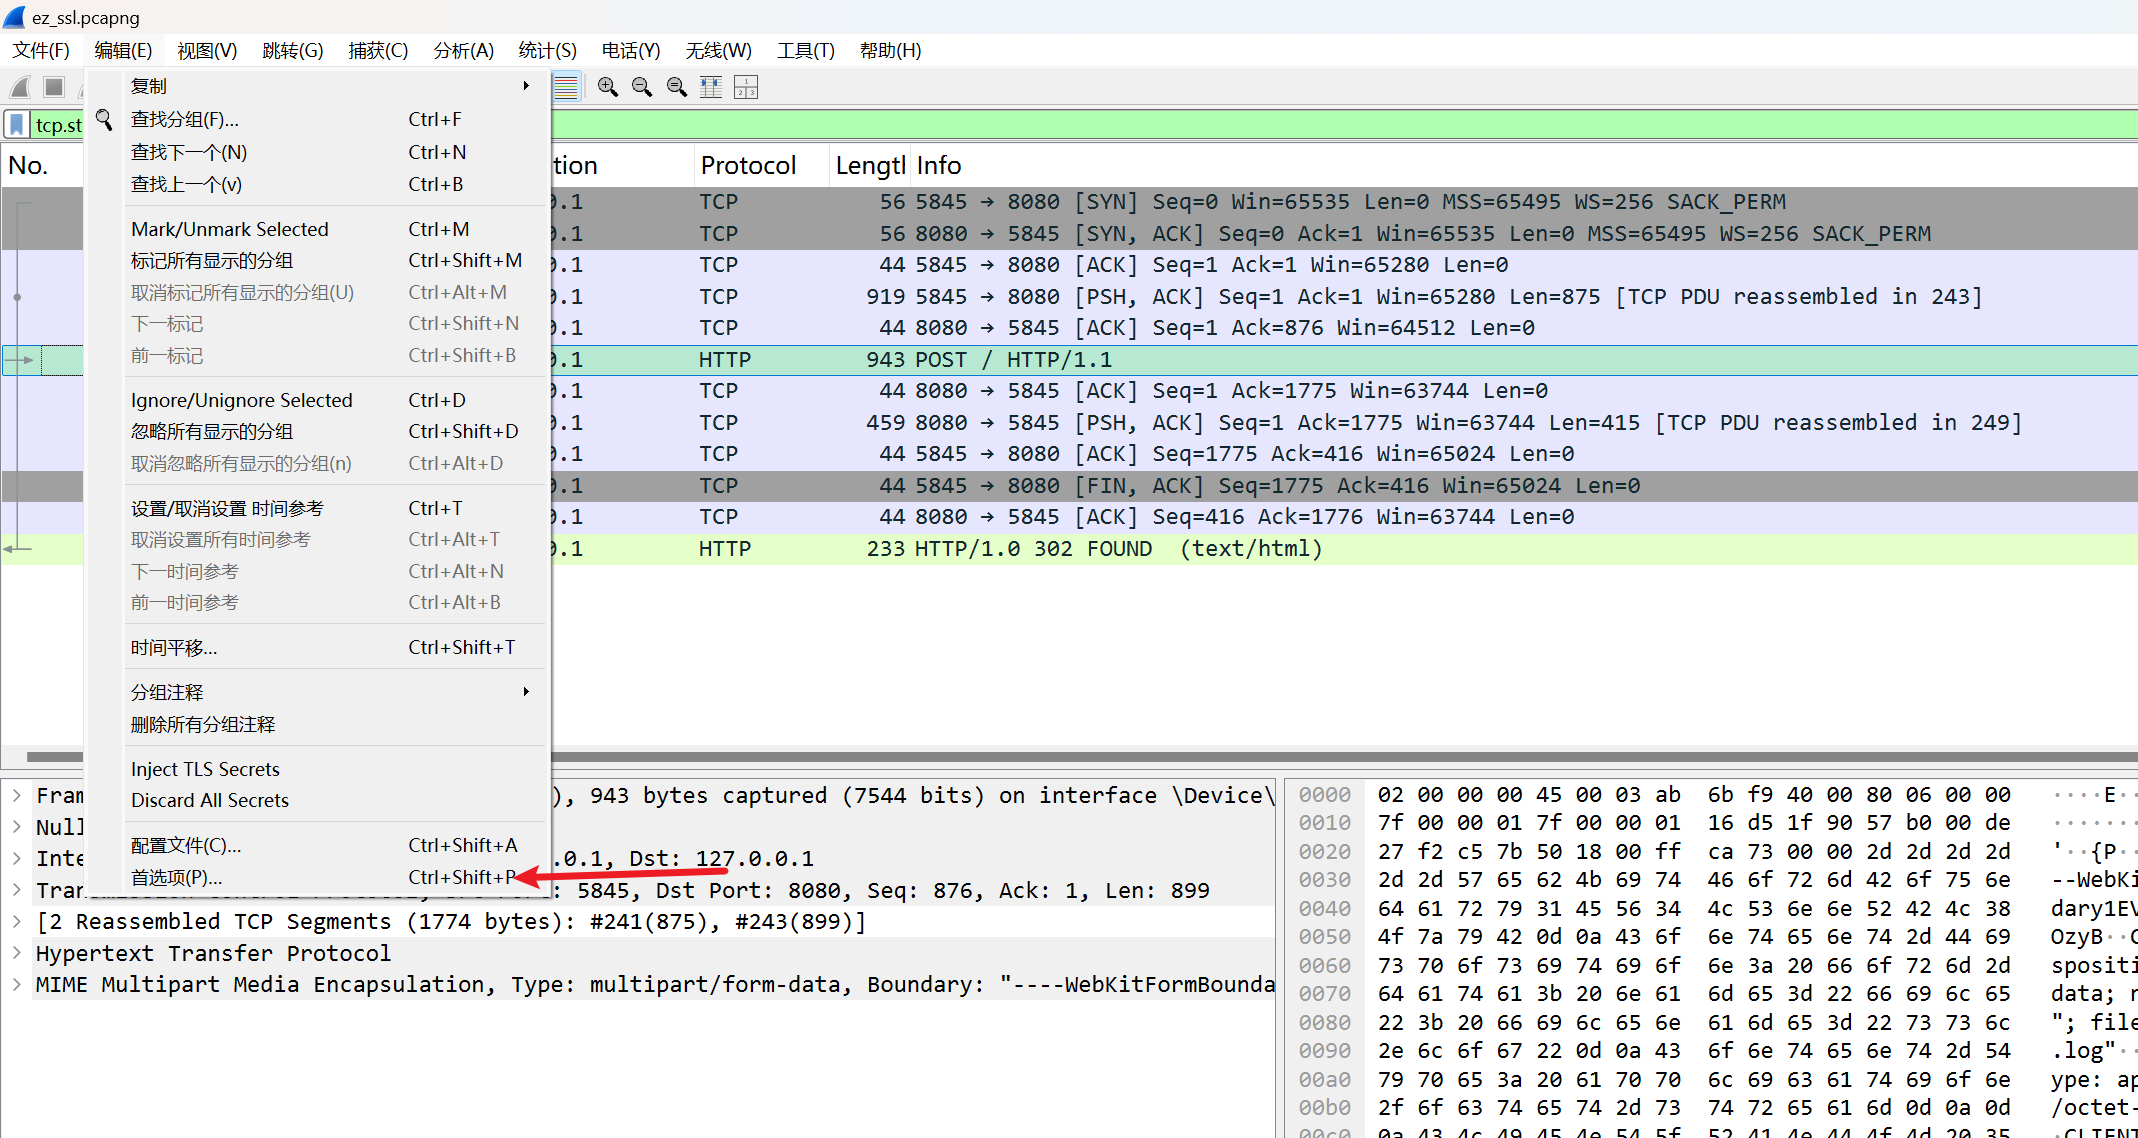 ez_ssl.pcapng
文件(F) 编辑(E) 视图(V) 跳转(G) 捕获(C) 分析(A) 统计(S) 电话(Y) 无线(W) 工具(T) 帮助(H)
复制
查找分组(F)... Ctrl+F
查找下一个(N) Ctrl+N
查找上一个(v) Ctrl+B
Mark/Unmark Selected Ctrl+M
标记所有显示的分组 Ctrl+Shift+M
取消标记所有显示的分组(U) Ctrl+Alt+M
下一标记 Ctrl+Shift+N
前一标记 Ctrl+Shift+B
Ignore/Unignore Selected Ctrl+D
忽略所有显示的分组 Ctrl+Shift+D
取消忽略所有显示的分组(n) Ctrl+Alt+D
设置/取消设置 时间参考 Ctrl+T
取消设置所有时间参考 Ctrl+Alt+T
下一时间参考 Ctrl+Alt+N
前一时间参考 Ctrl+Alt+B
时间平移... Ctrl+Shift+T
分组注释
删除所有分组注释
Inject TLS Secrets
Discard All Secrets
配置文件(C)... Ctrl+Shift+A
首选项(P)... Ctrl+Shift+P
tcp.st
No. tion Protocol Lengtl Info
0.1 TCP 56 5845 → 8080 [SYN] Seq=0 Win=65535 Len=0 MSS=65495 WS=256 SACK_PERM
0.1 TCP 56 8080 → 5845 [SYN, ACK] Seq=0 Ack=1 Win=65535 Len=0 MSS=65495 WS=256 SACK_PERM
0.1 TCP 44 5845 → 8080 [ACK] Seq=1 Ack=1 Win=65280 Len=0
0.1 TCP 919 5845 → 8080 [PSH, ACK] Seq=1 Ack=1 Win=65280 Len=875 [TCP PDU reassembled in 243]
0.1 TCP 44 8080 → 5845 [ACK] Seq=1 Ack=876 Win=64512 Len=0
0.1 HTTP 943 POST / HTTP/1.1
0.1 TCP 44 8080 → 5845 [ACK] Seq=1 Ack=1775 Win=63744 Len=0
0.1 TCP 459 8080 → 5845 [PSH, ACK] Seq=1 Ack=1775 Win=63744 Len=415 [TCP PDU reassembled in 249]
0.1 TCP 44 5845 → 8080 [ACK] Seq=1775 Ack=416 Win=65024 Len=0
0.1 TCP 44 5845 → 8080 [FIN, ACK] Seq=1775 Ack=416 Win=65024 Len=0
0.1 TCP 44 8080 → 5845 [ACK] Seq=416 Ack=1776 Win=63744 Len=0
0.1 HTTP 233 HTTP/1.0 302 FOUND (text/html)
Fram ), 943 bytes captured (7544 bits) on interface \Device\
Null
Inte .0.1, Dst: 127.0.0.1
Tra : 5845, Dst Port: 8080, Seq: 876, Ack: 1, Len: 899
[2 Reassembled TCP Segments (1774 bytes): #241(875), #243(899)]
Hypertext Transfer Protocol
MIME Multipart Media Encapsulation, Type: multipart/form-data, Boundary: "----WebKitFormBounda
0000 02 00 00 00 45 00 03 ab 6b f9 40 00 80 06 00 00 ····E··
0010 7f 00 00 01 7f 00 00 01 16 d5 1f 90 57 b0 00 de ·······
0020 27 f2 c5 7b 50 18 00 ff ca 73 00 00 2d 2d 2d 2d '··{P··
0030 2d 2d 57 65 62 4b 69 74 46 6f 72 6d 42 6f 75 6e --WebKi
0040 64 61 72 79 31 45 56 34 4c 53 6e 6e 52 42 4c 38 dary1EV
0050 4f 7a 79 42 0d 0a 43 6f 6e 74 65 6e 74 2d 44 69 OzyB··C
0060 73 70 6f 73 69 74 69 6f 6e 3a 20 66 6f 72 6d 2d spositi
0070 64 61 74 61 3b 20 6e 61 6d 65 3d 22 66 69 6c 65 data; n
0080 22 3b 20 66 69 6c 65 6e 61 6d 65 3d 22 73 73 6c "; file
0090 2e 6c 6f 67 22 0d 0a 43 6f 6e 74 65 6e 74 2d 54 .log"··
00a0 79 70 65 3a 20 61 70 70 6c 69 63 61 74 69 6f 6e ype: ap
00b0 2f 6f 63 74 65 74 2d 73 74 72 65 61 6d 0d 0a 0d /octet-
00c0 0a 43 4c 49 45 4e 54 5f 52 41 4e 44 4f 4d 20 35 ·CLIENT